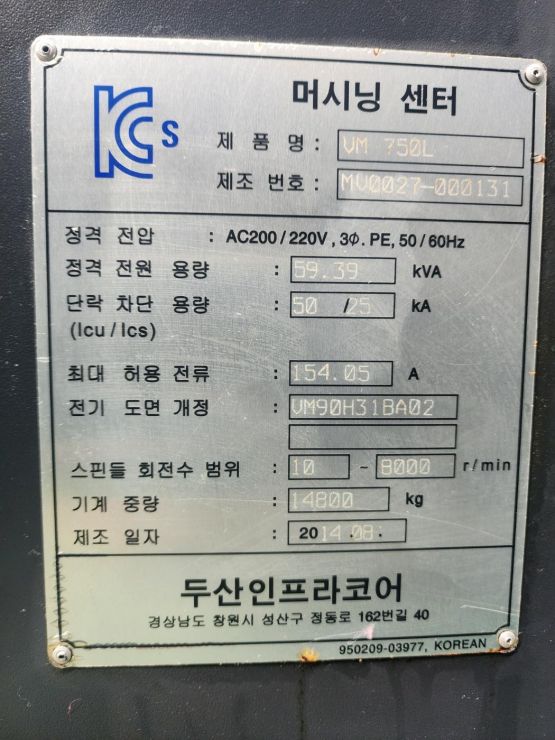 KCs
머시닝 센터
제 품 명 : VM 750L
제조 번호 : MV0027-000131
정격 전압 : AC200/220V, 3Φ. PE, 50/60Hz
정격 전원 용량 : 59.39 kVA
단락 차단 용량 : 50 /25 kA
(Icu/Ics)
최대 허용 전류 : 154.05 A
전기 도면 개정 : VM90H31BA02
스핀들 회전수 범위 : 10 ~ 8000 r/min
기계 중량 : 14800 kg
제조 일자 : 2014.08.
두산인프라코어
경상남도 창원시 성산구 정동로 162번길 40
950209-03977, KOREAN